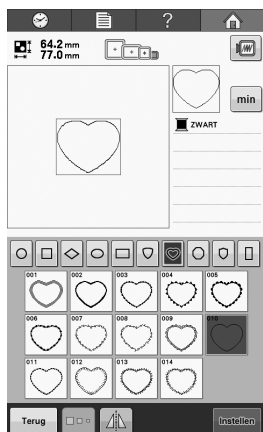 ?
64.2 mm
77.0 mm
min
ZWART
001 002 003 004 005
006 007 008 009 010
011 012 013 014
Terug Instellen